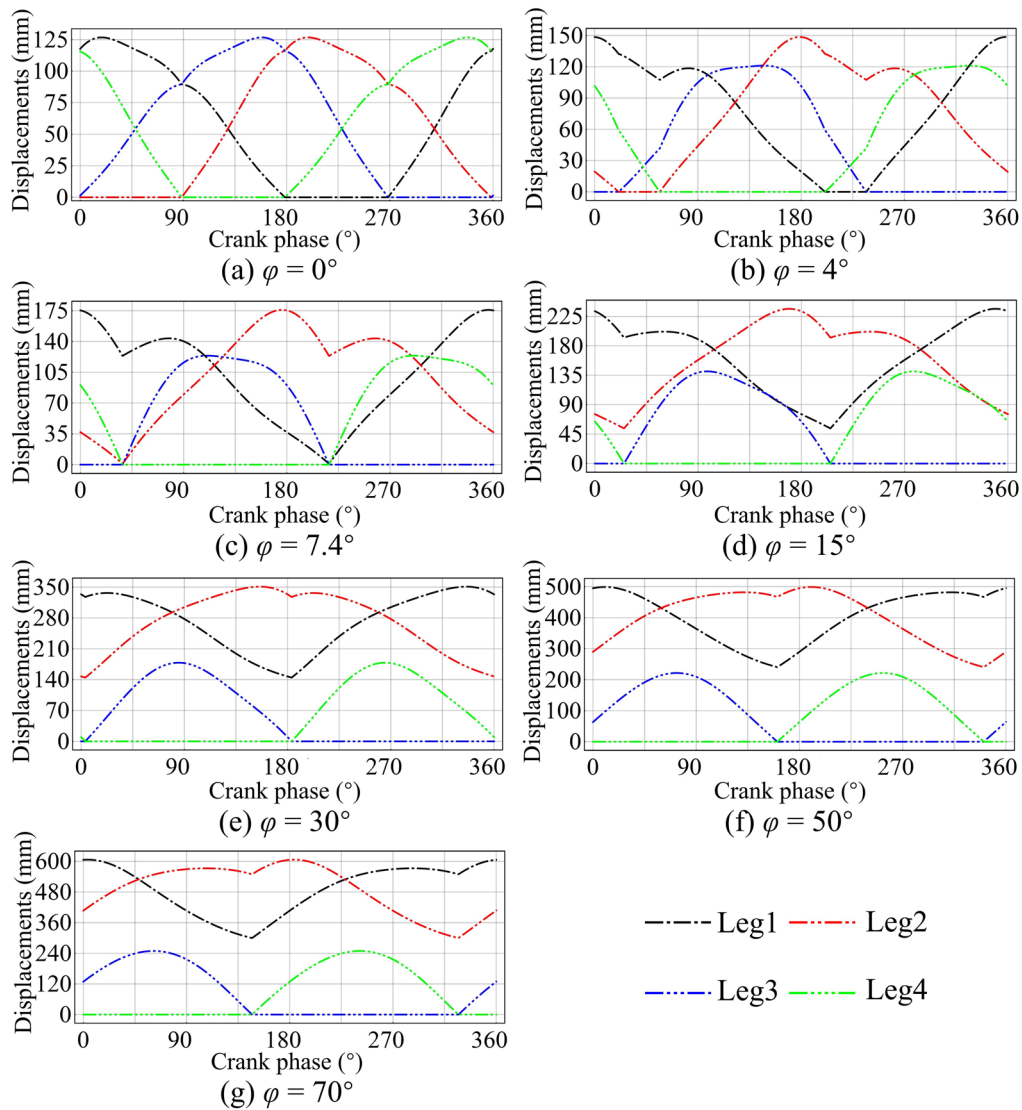 Displacements (mm)
125
100
75
50
25
0
0 90 180 270 360
Crank phase (°)
(a) φ = 0°
Displacements (mm)
150
120
90
60
30
0
0 90 180 270 360
Crank phase (°)
(b) φ = 4°
Displacements (mm)
175
140
105
70
35
0
0 90 180 270 360
Crank phase (°)
(c) φ = 7.4°
Displacements (mm)
225
180
135
90
45
0
0 90 180 270 360
Crank phase (°)
(d) φ = 15°
Displacements (mm)
350
280
210
140
70
0
0 90 180 270 360
Crank phase (°)
(e) φ = 30°
Displacements (mm)
500
400
300
200
100
0
0 90 180 270 360
Crank phase (°)
(f) φ = 50°
Displacements (mm)
600
480
360
240
120
0
0 90 180 270 360
Crank phase (°)
(g) φ = 70°
Leg1 Leg2
Leg3 Leg4